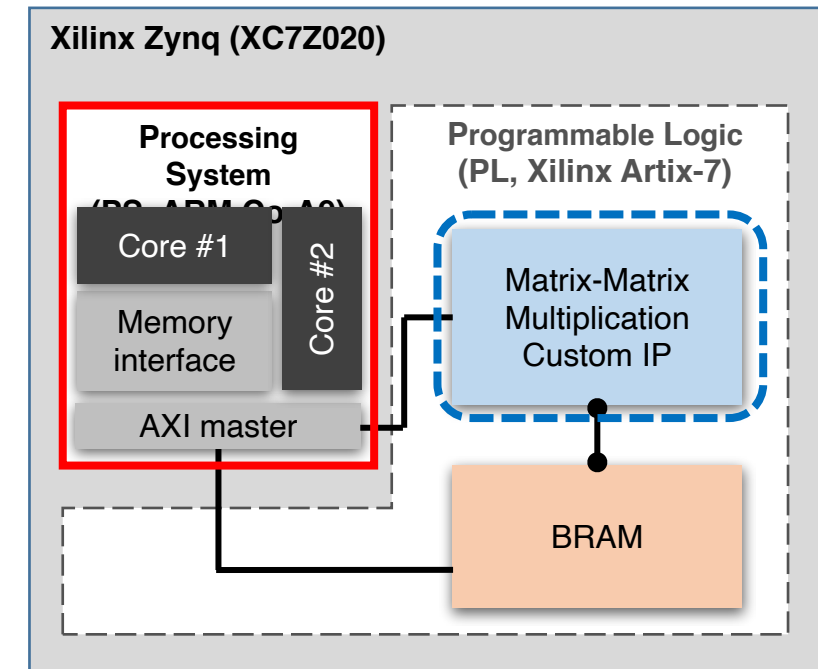 Xilinx Zynq (XC7Z020)
Processing
System
Core #1
Core #2
Memory
interface
AXI master
Programmable Logic
(PL, Xilinx Artix-7)
Matrix-Matrix
Multiplication
Custom IP
BRAM